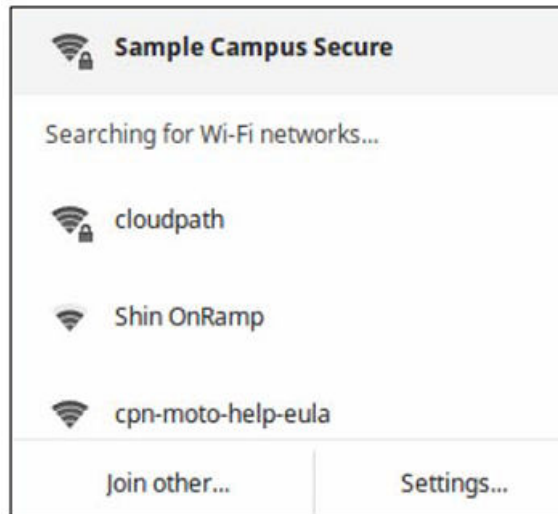 Sample Campus Secure
Searching for Wi-Fi networks...
cloudpath
Shin OnRamp
cpn-moto-help-eula
Join other... Settings...